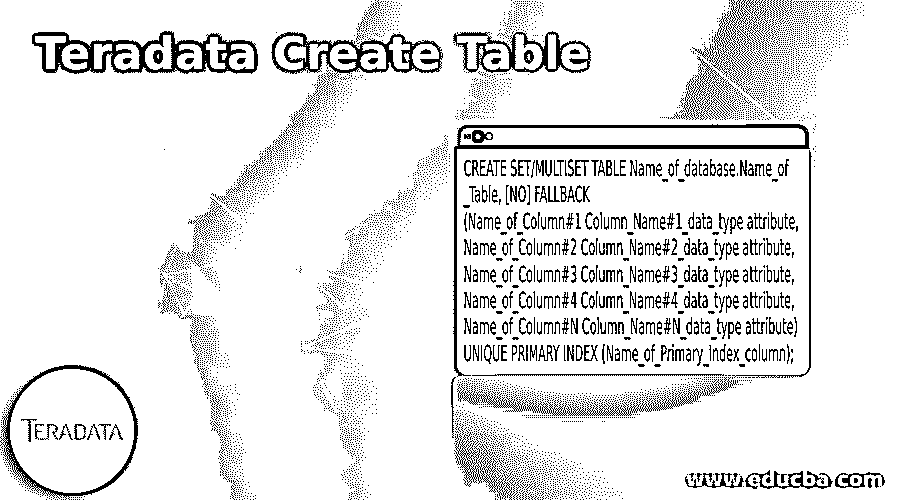 Teradata Create Table
CREATE SET/MULTISET TABLE Name_of_database.Name_of
_Table, [NO] FALLBACK
(Name_of_Column#1 Column_Name#1_data_type attribute,
Name_of_Column#2 Column_Name#2_data_type attribute,
Name_of_Column#3 Column_Name#3_data_type attribute,
Name_of_Column#4 Column_Name#4_data_type attribute,
Name_of_Column#N Column_Name#N_data_type attribute)
UNIQUE PRIMARY INDEX (Name_of_Primary_index_column);
TERADATA
www.educba.com